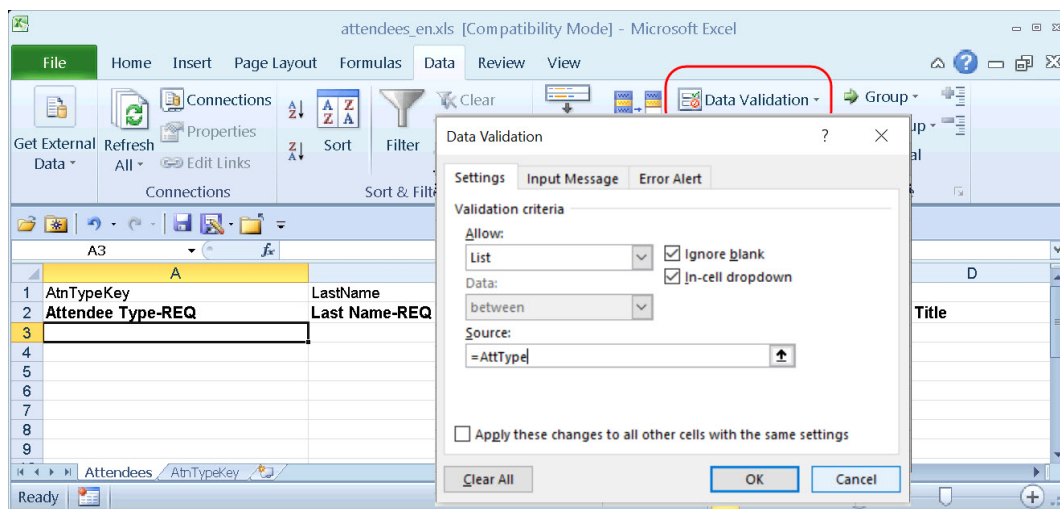 attendees_en.xls [Compatibility Mode] - Microsoft Excel
File Home Insert Page Layout Formulas Data Review View
Get External Data
Refresh All
Connections
Properties
Edit Links
Connections
A Z
Z A
A Z
Z A
Sort
Filter
Clear
Sort & Filte
Data Validation
Group
up
al
A3 fx
A D
1 AtnTypeKey LastName
2 Attendee Type-REQ Last Name-REQ Title
3
4
5
6
7
8
9
Attendees AtnTypeKey
Ready
Data Validation ?
Settings Input Message Error Alert
Validation criteria
Allow:
List Ignore blank
In-cell dropdown
Data:
between
Source:
=AttType
Apply these changes to all other cells with the same settings
Clear All OK Cancel